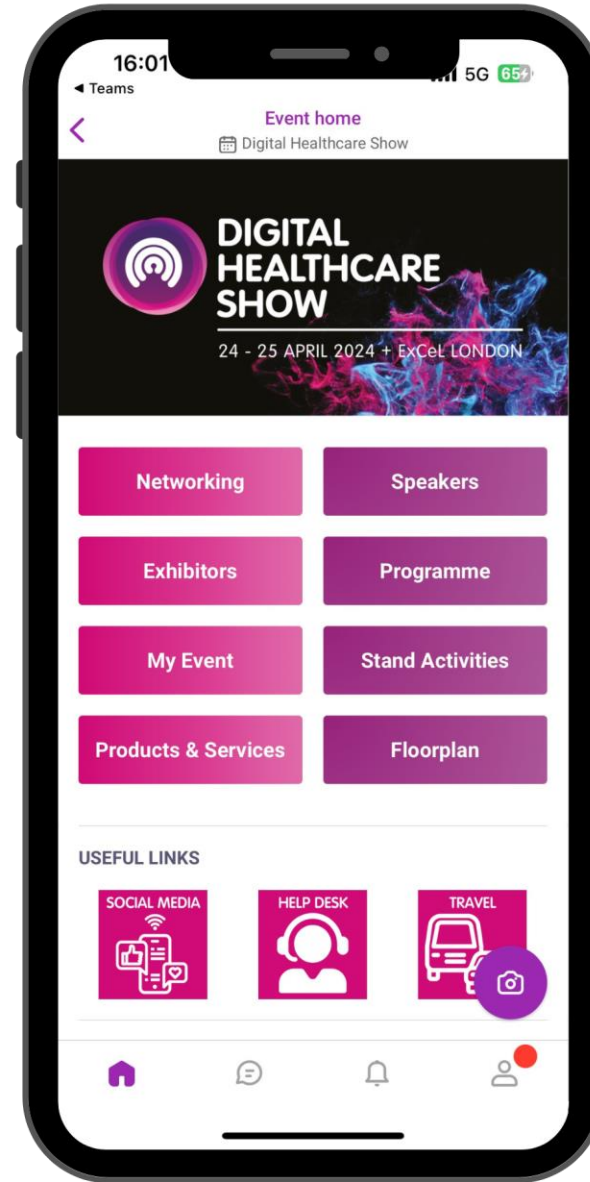 16:01
5G 65
◀ Teams
Event home
Digital Healthcare Show
DIGITAL
HEALTHCARE
SHOW
24 - 25 APRIL 2024 + ExCeL LONDON
Networking
Speakers
Exhibitors
Programme
My Event
Stand Activities
Products & Services
Floorplan
USEFUL LINKS
SOCIAL MEDIA
HELP DESK
TRAVEL